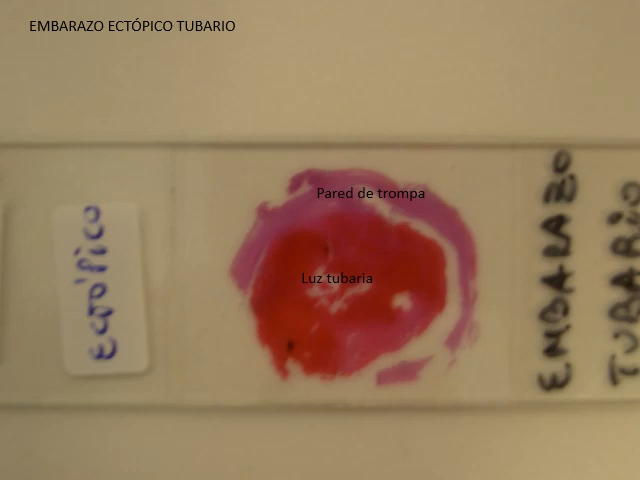 EMBARAZO ECTÓPICO TUBARIO
Pared de trompa
Luz tubaria
ECTÓPICO
EMBARAZO
TUBARIO